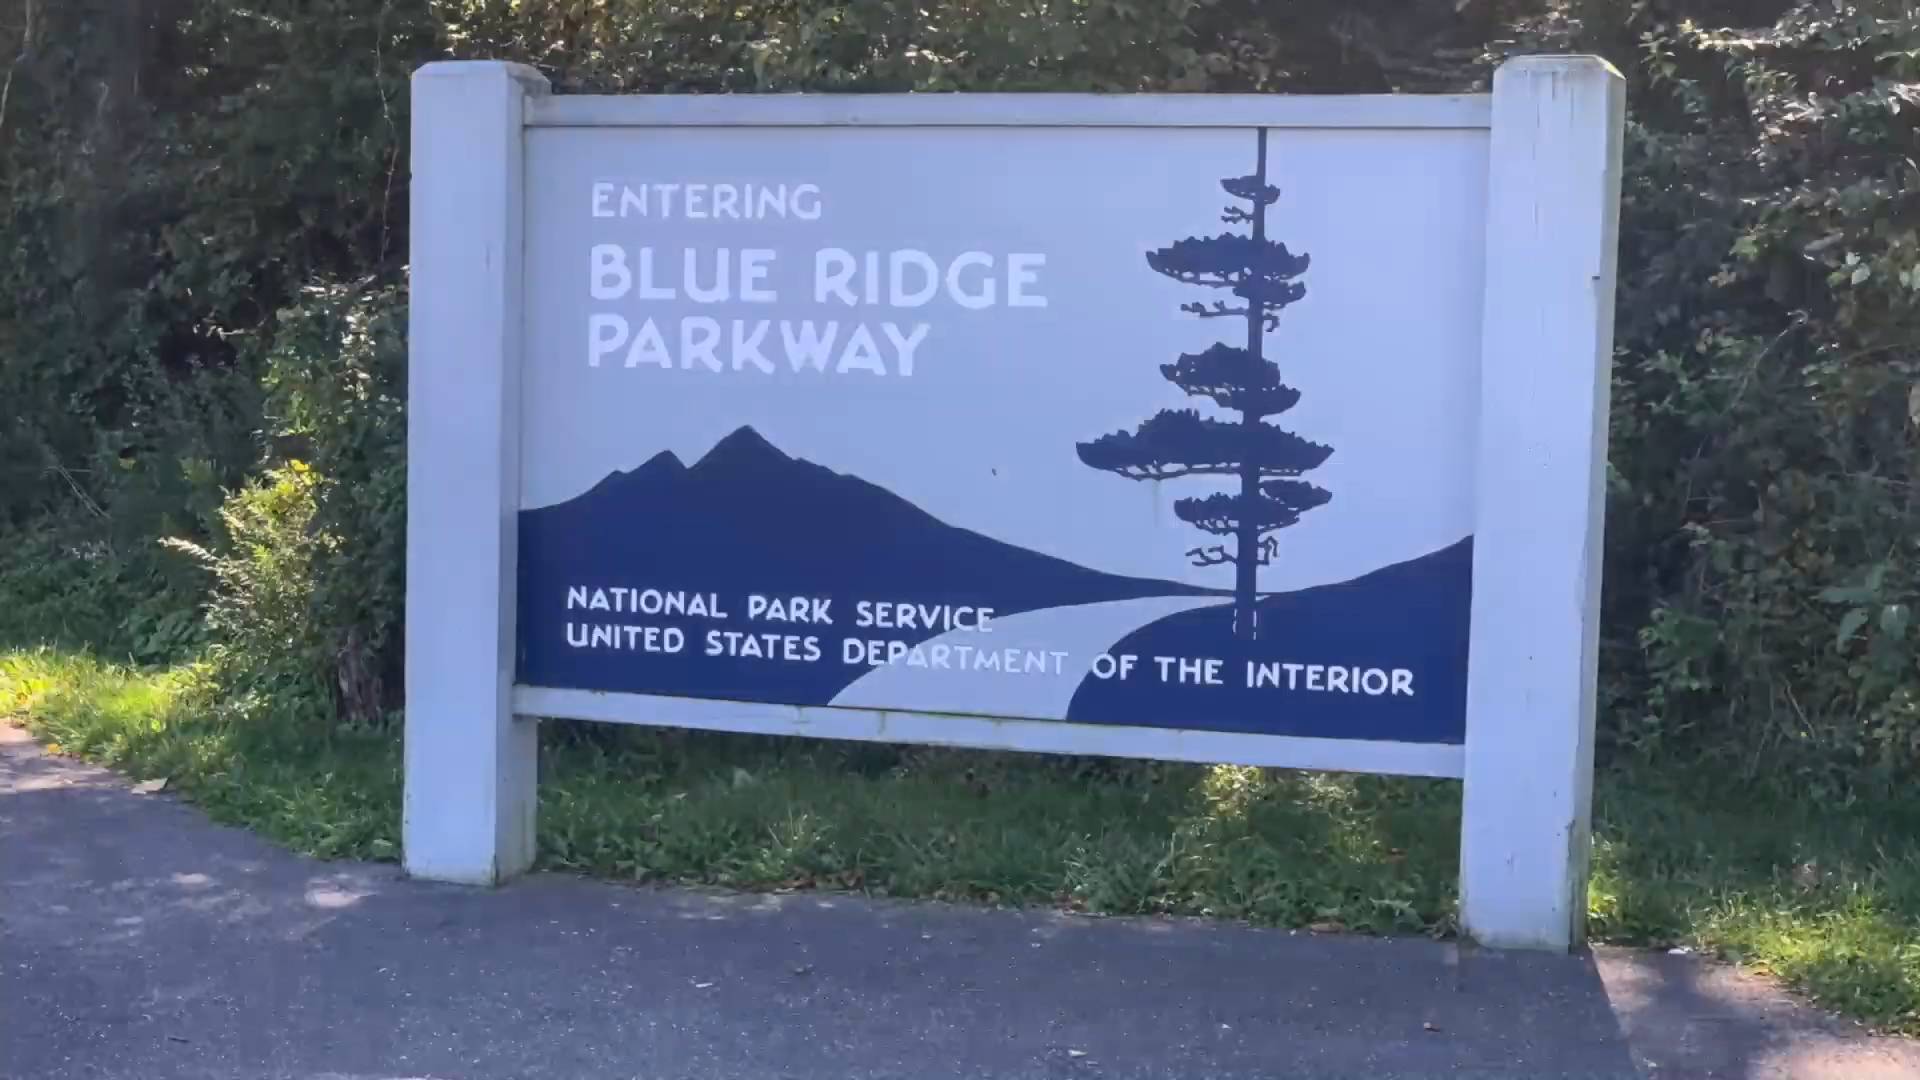 ENTERING
BLUE RIDGE
PARKWAY
NATIONAL PARK SERVICE
UNITED STATES DEPARTMENT OF THE INTERIOR